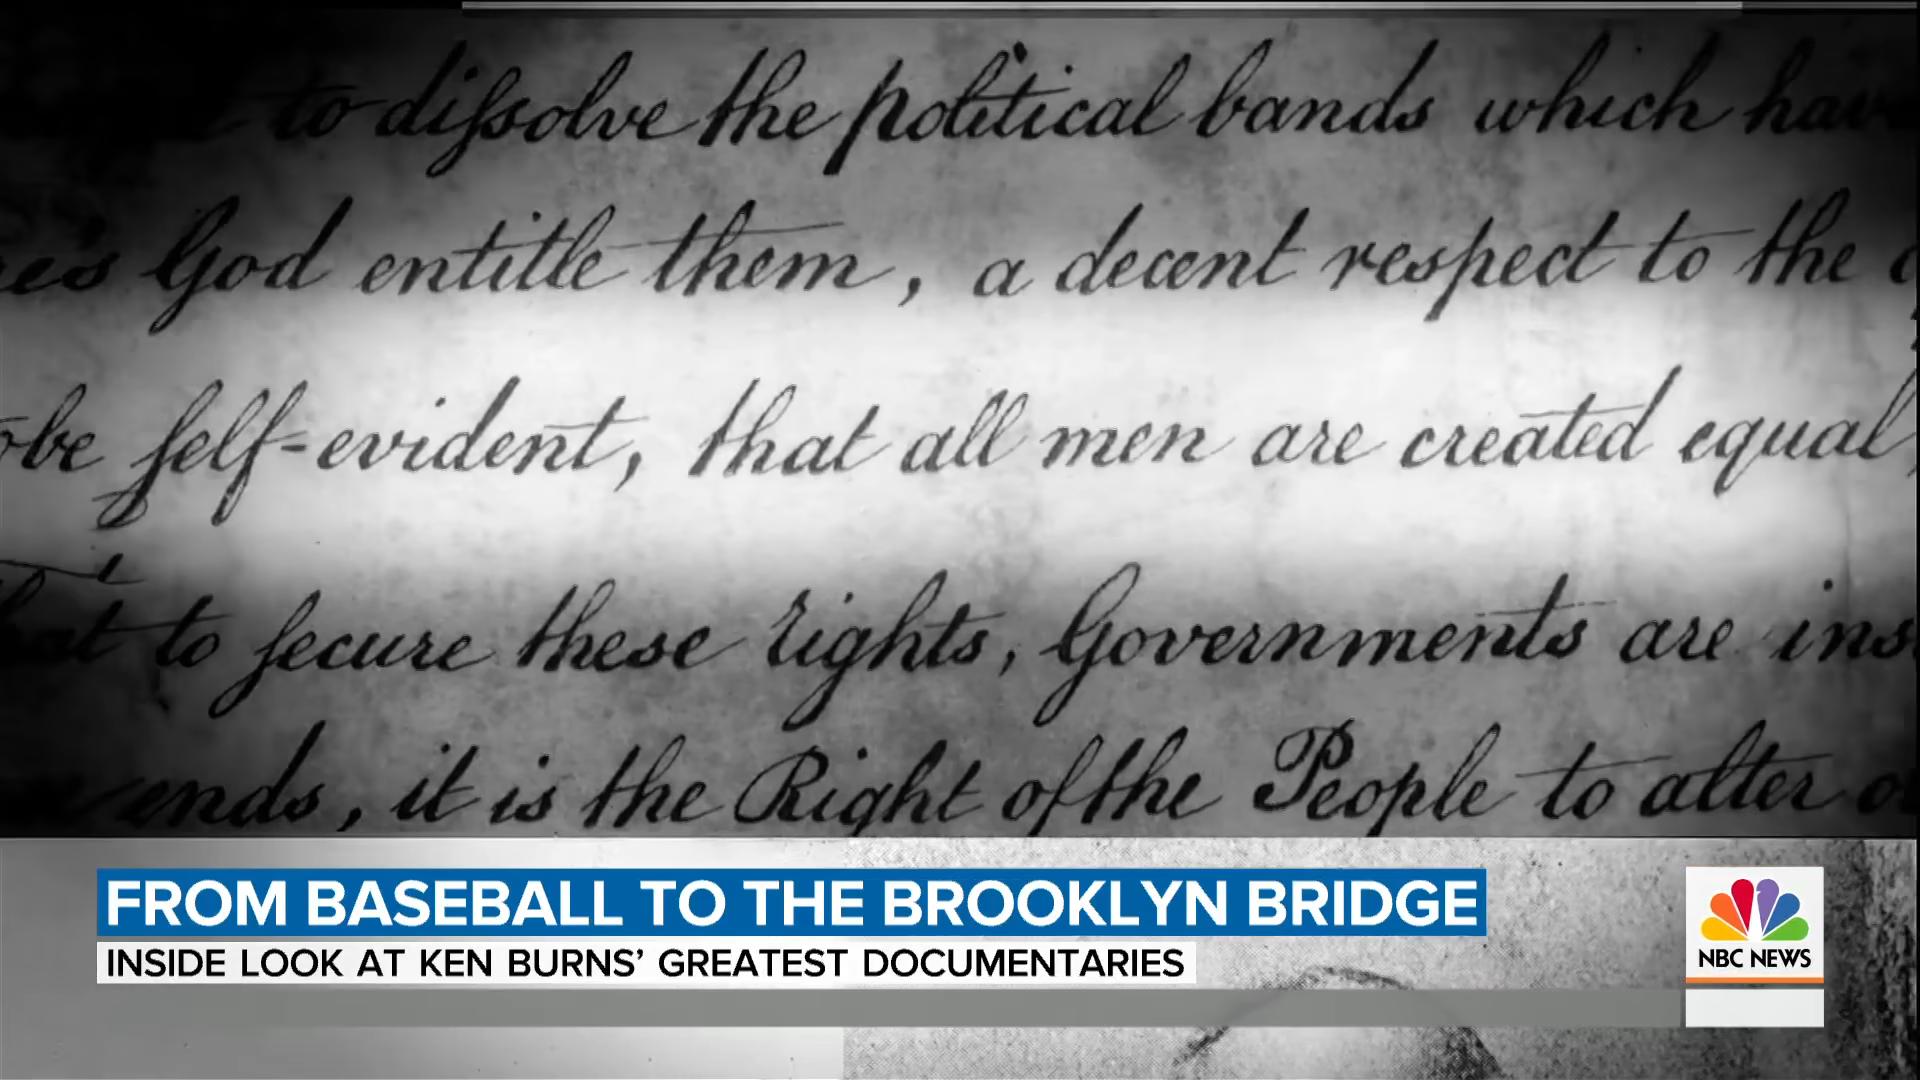 to dissolve the political bands which have
God entitle them, a decent respect to the
be self-evident, that all men are created equal,
to secure these rights, Governments are
ends, it is the Right of the People to alter
FROM BASEBALL TO THE BROOKLYN BRIDGE
INSIDE LOOK AT KEN BURNS' GREATEST DOCUMENTARIES
NBC NEWS